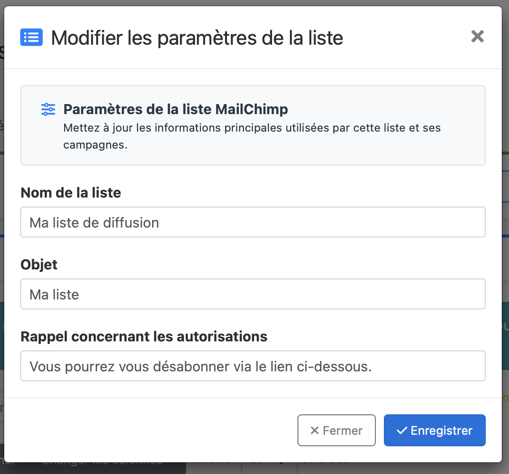 Modifier les paramètres de la liste
Paramètres de la liste MailChimp
Mettez à jour les informations principales utilisées par cette liste et ses
campagnes.
Nom de la liste
Ma liste de diffusion
Objet
Ma liste
Rappel concernant les autorisations
Vous pourrez vous désabonner via le lien ci-dessous.
Fermer
Enregistrer